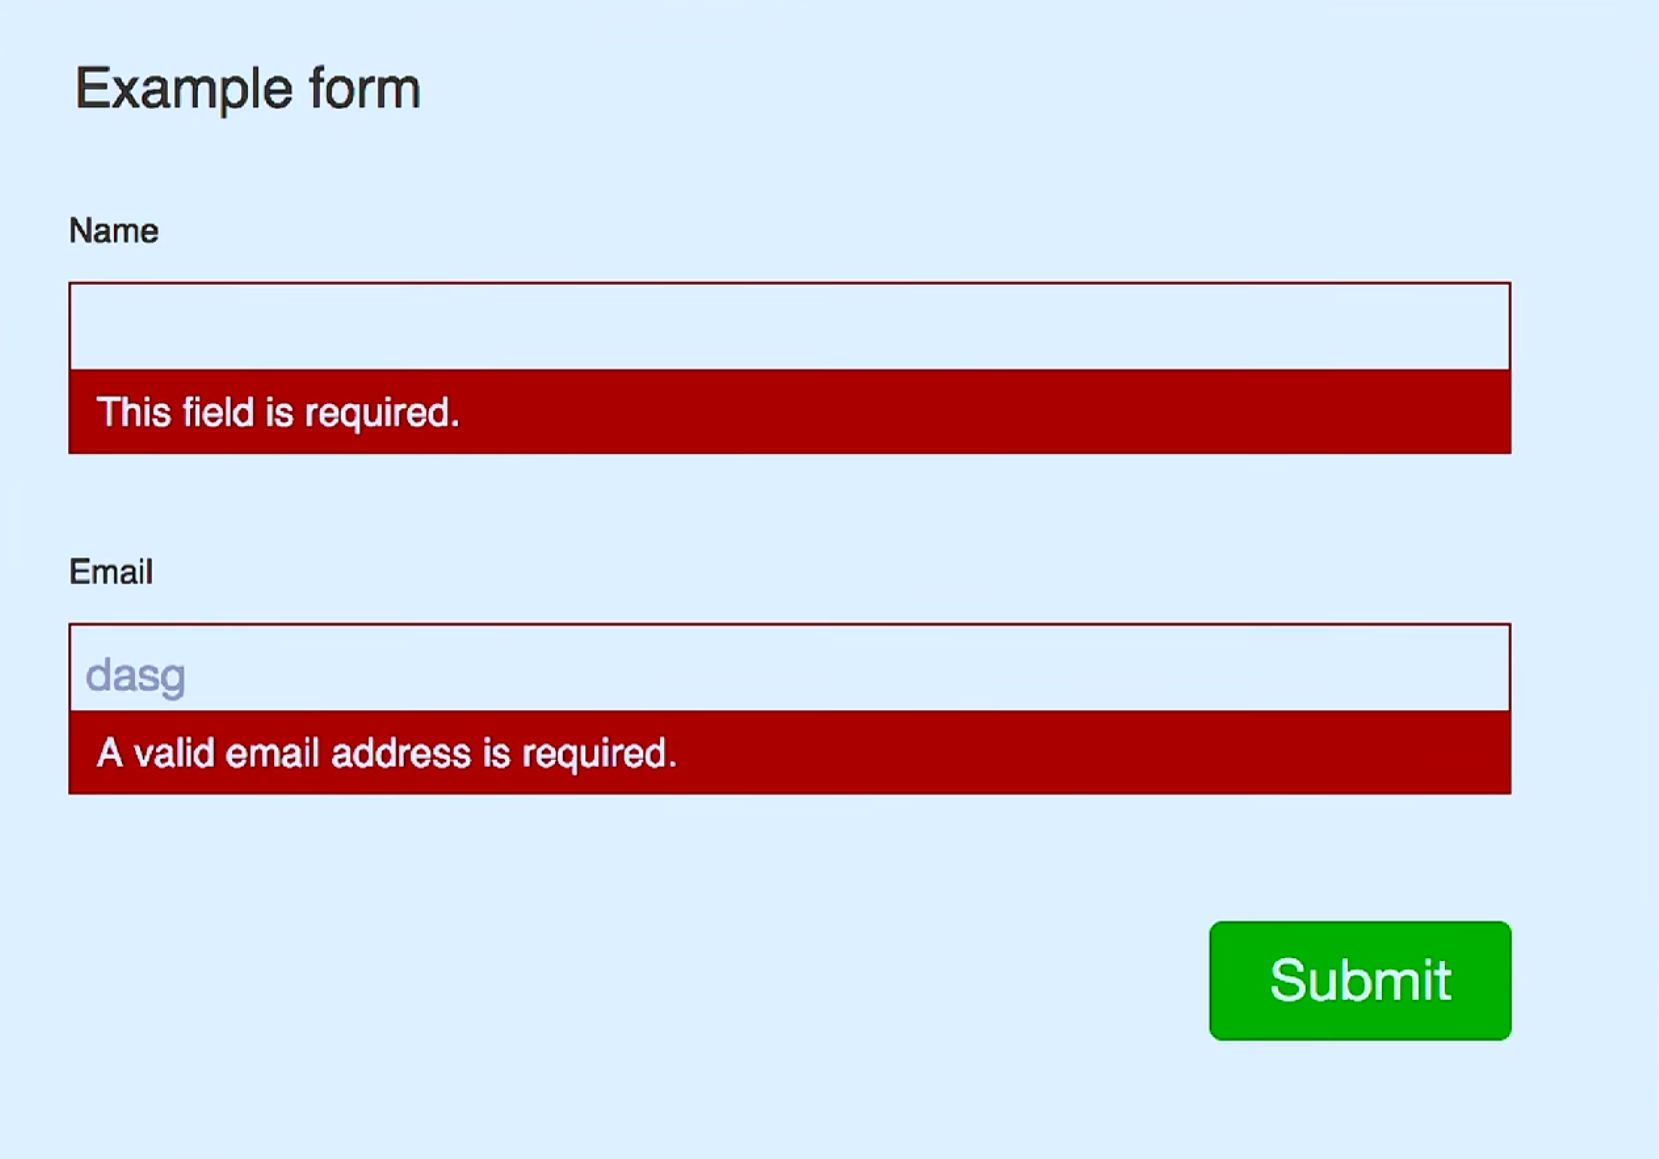 Example form
Name
This field is required.
Email
dasg
A valid email address is required.
Submit